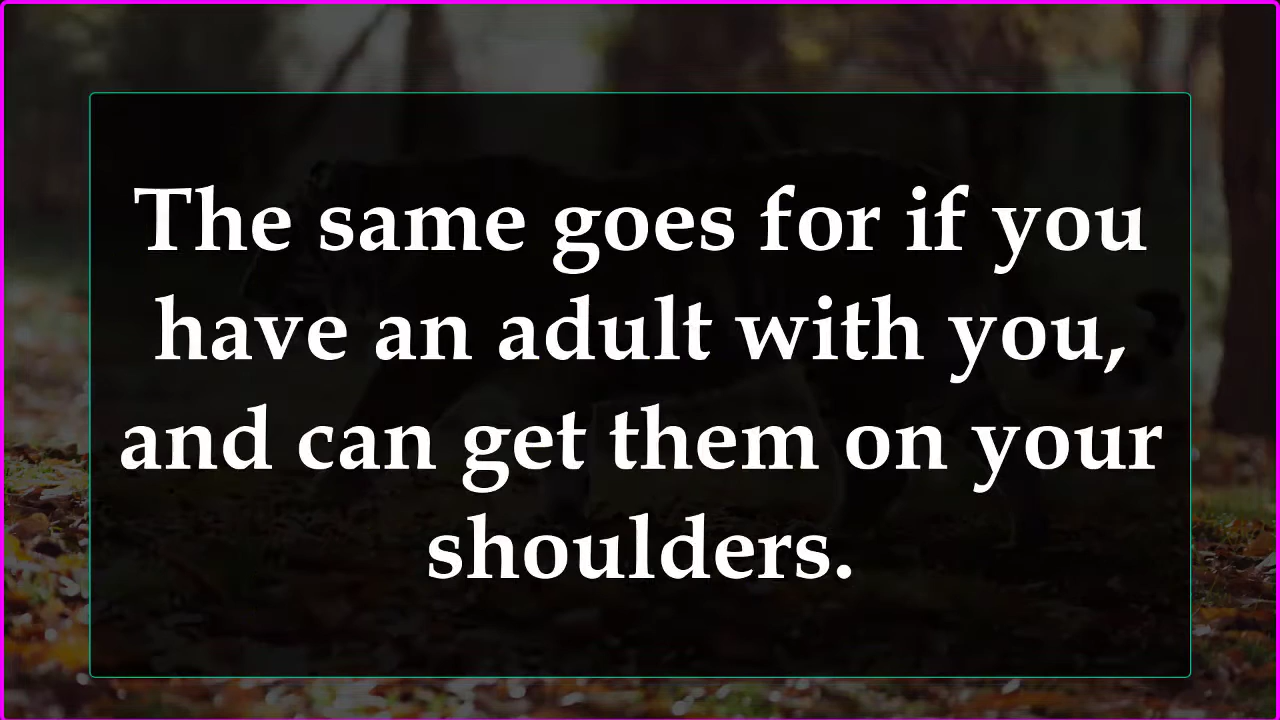 The same goes for if you
have an adult with you,
and can get them on your
shoulders.